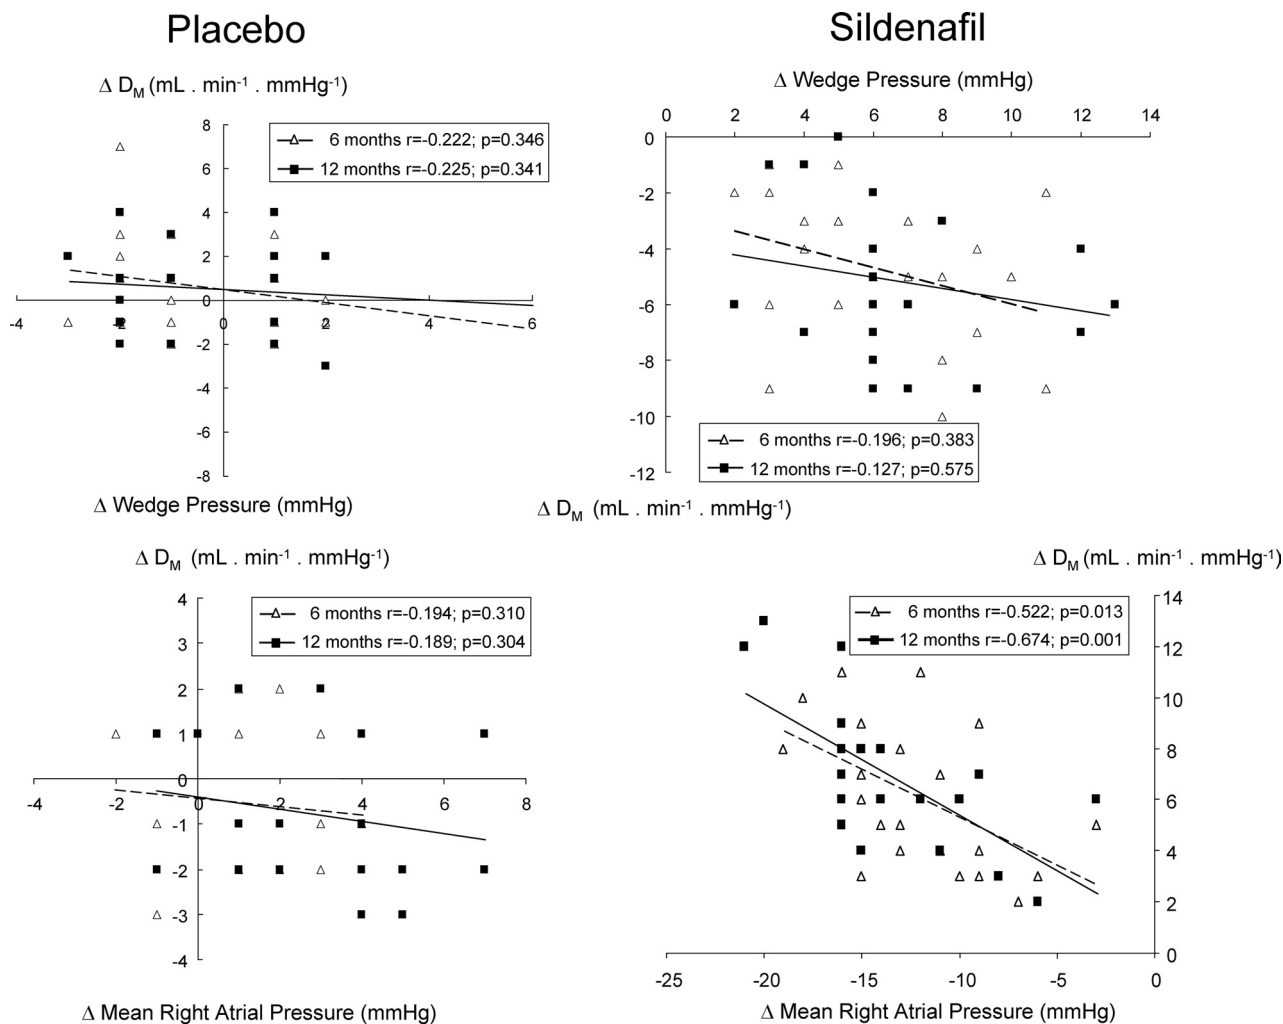 Placebo
Sildenafil
Δ D_M (mL . min⁻¹ . mmHg⁻¹)
8
6
4
2
0
-2
-4
-6
-8
-4
-2
0
2
4
6
6 months r=-0.222; p=0.346
12 months r=-0.225; p=0.341
Δ Wedge Pressure (mmHg)
Δ Wedge Pressure (mmHg)
0 2 4 6 8 10 12 14
0
-2
-4
-6
-8
-10
-12
6 months r=-0.196; p=0.383
12 months r=-0.127; p=0.575
Δ D_M (mL . min⁻¹ . mmHg⁻¹)
Δ D_M (mL . min⁻¹ . mmHg⁻¹)
4
3
2
1
0
-1
-2
-3
-4
-4 -2 0 2 4 6 8
6 months r=-0.194; p=0.310
12 months r=-0.189; p=0.304
Δ Mean Right Atrial Pressure (mmHg)
Δ D_M (mL . min⁻¹ . mmHg⁻¹)
6 months r=-0.522; p=0.013
12 months r=-0.674; p=0.001
14
12
10
8
6
4
2
0
-25 -20 -15 -10 -5 0
Δ Mean Right Atrial Pressure (mmHg)